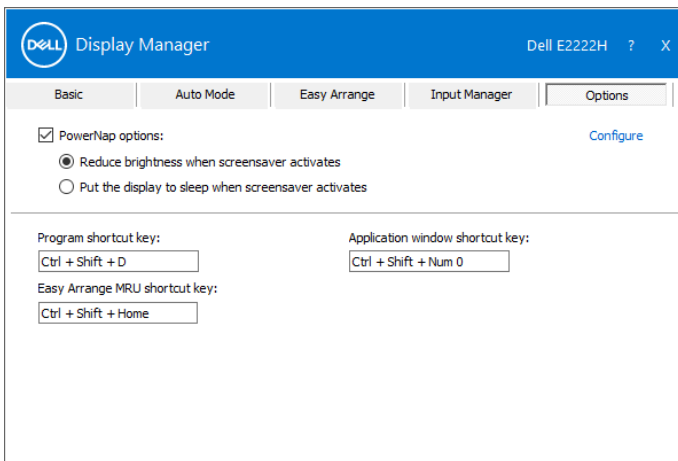 DELL Display Manager Dell E2222H ? X
Basic Auto Mode Easy Arrange Input Manager Options
PowerNap options: Configure
Reduce brightness when screensaver activates
Put the display to sleep when screensaver activates
Program shortcut key: Application window shortcut key:
Ctrl + Shift + D Ctrl + Shift + Num 0
Easy Arrange MRU shortcut key:
Ctrl + Shift + Home